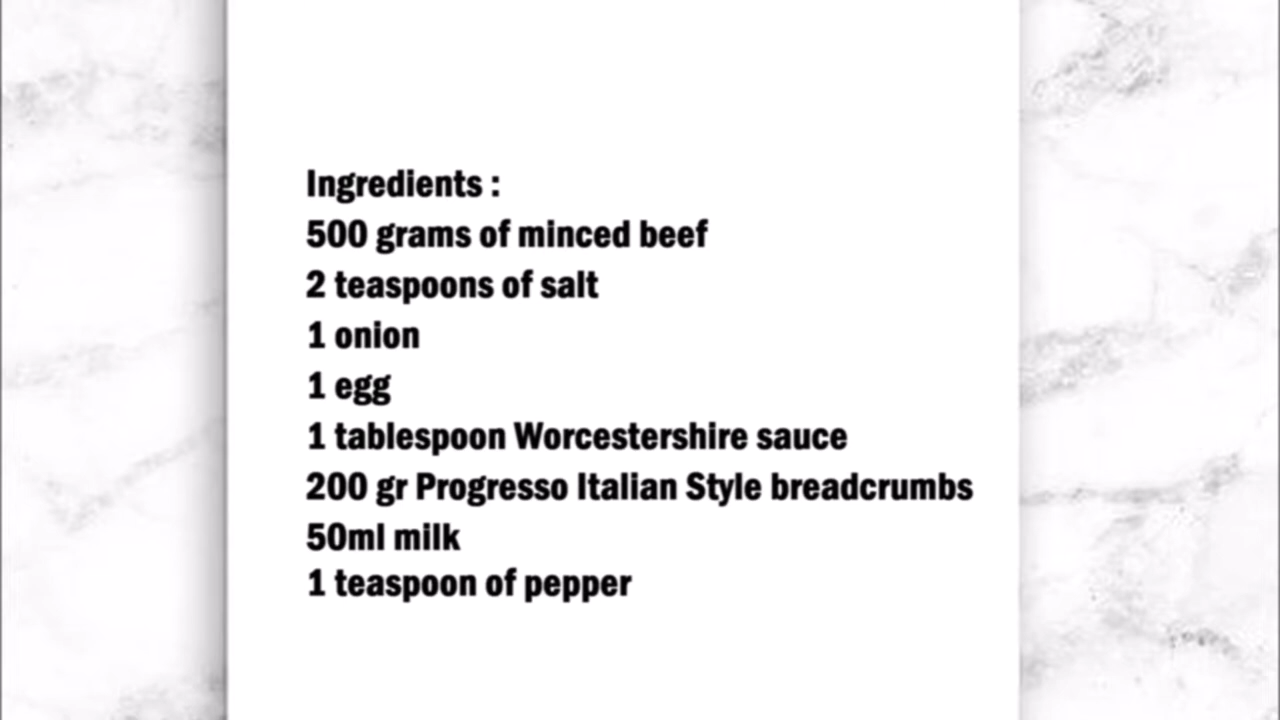 Ingredients :
500 grams of minced beef
2 teaspoons of salt
1 onion
1 egg
1 tablespoon Worcestershire sauce
200 gr Progresso Italian Style breadcrumbs
50ml milk
1 teaspoon of pepper